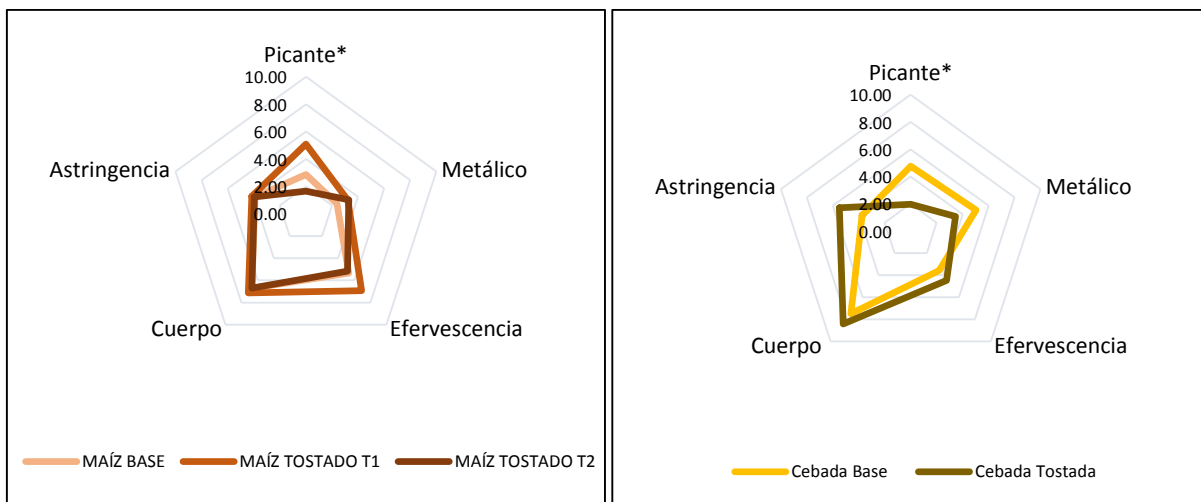 Picante*
10.00
8.00
6.00
4.00
2.00
0.00
Astringencia
Metálico
Cuerpo
Efervescencia
MAÍZ BASE MAÍZ TOSTADO T1 MAÍZ TOSTADO T2
Picante*
10.00
8.00
6.00
4.00
2.00
0.00
Astringencia
Metálico
Cuerpo
Efervescencia
Cebada Base Cebada Tostada